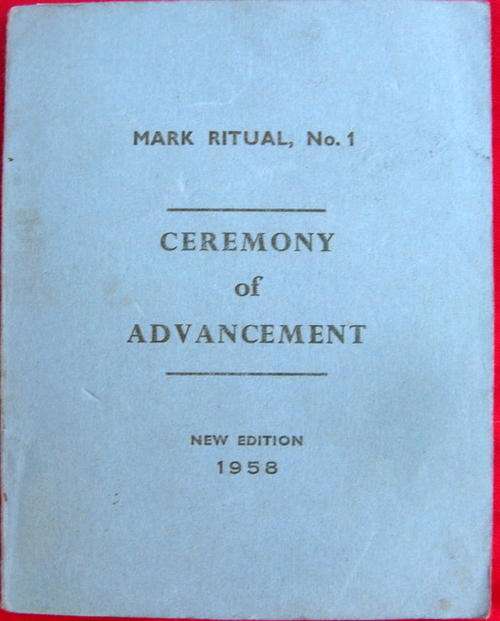 MARK RITUAL, No. 1
CEREMONY
of
ADVANCEMENT
NEW EDITION
1958